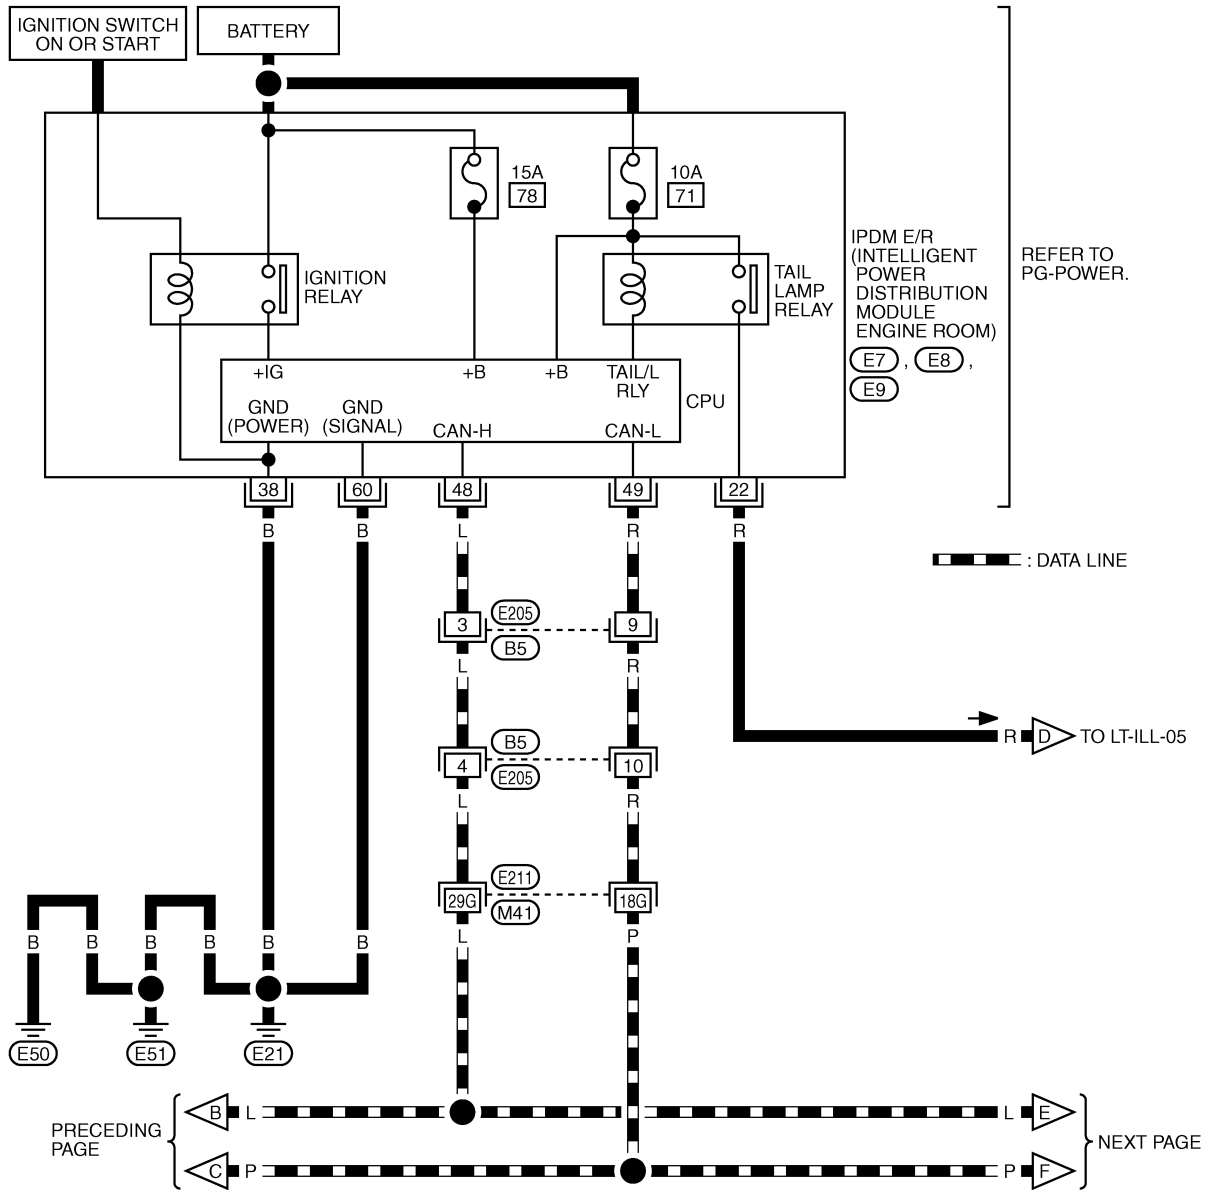 IGNITION SWITCH
ON OR START
BATTERY
15A
78
10A
71
IGNITION
RELAY
TAIL
LAMP
RELAY
IPDM E/R
(INTELLIGENT
POWER
DISTRIBUTION
MODULE
ENGINE ROOM)
E7 , E8 ,
E9
REFER TO
PG-POWER.
+IG
+B
+B
TAIL/L
RLY
CPU
GND
(POWER)
GND
(SIGNAL)
CAN-H
CAN-L
38
60
48
49
22
B
B
L
R
R
: DATA LINE
3
E205
B5
9
L
R
4
B5
E205
10
L
R
R
D
TO LT-ILL-05
29G
E211
M41
18G
L
P
B
B
B
B
B
B
E50
E51
E21
PRECEDING
PAGE
B
L
L
E
C
P
P
F
NEXT PAGE